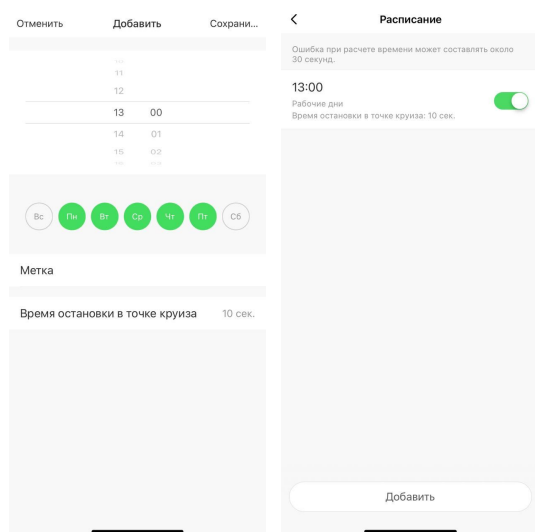 Отменить
Добавить
Сохрани...
11
12
13 00
14 01
15 02
Вс Пн Вт Ср Чт Пт Сб
Метка
Время остановки в точке круиза 10 сек.
Расписание
Ошибка при расчете времени может составлять около
30 секунд.
13:00
Рабочие дни
Время остановки в точке круиза: 10 сек.
Добавить